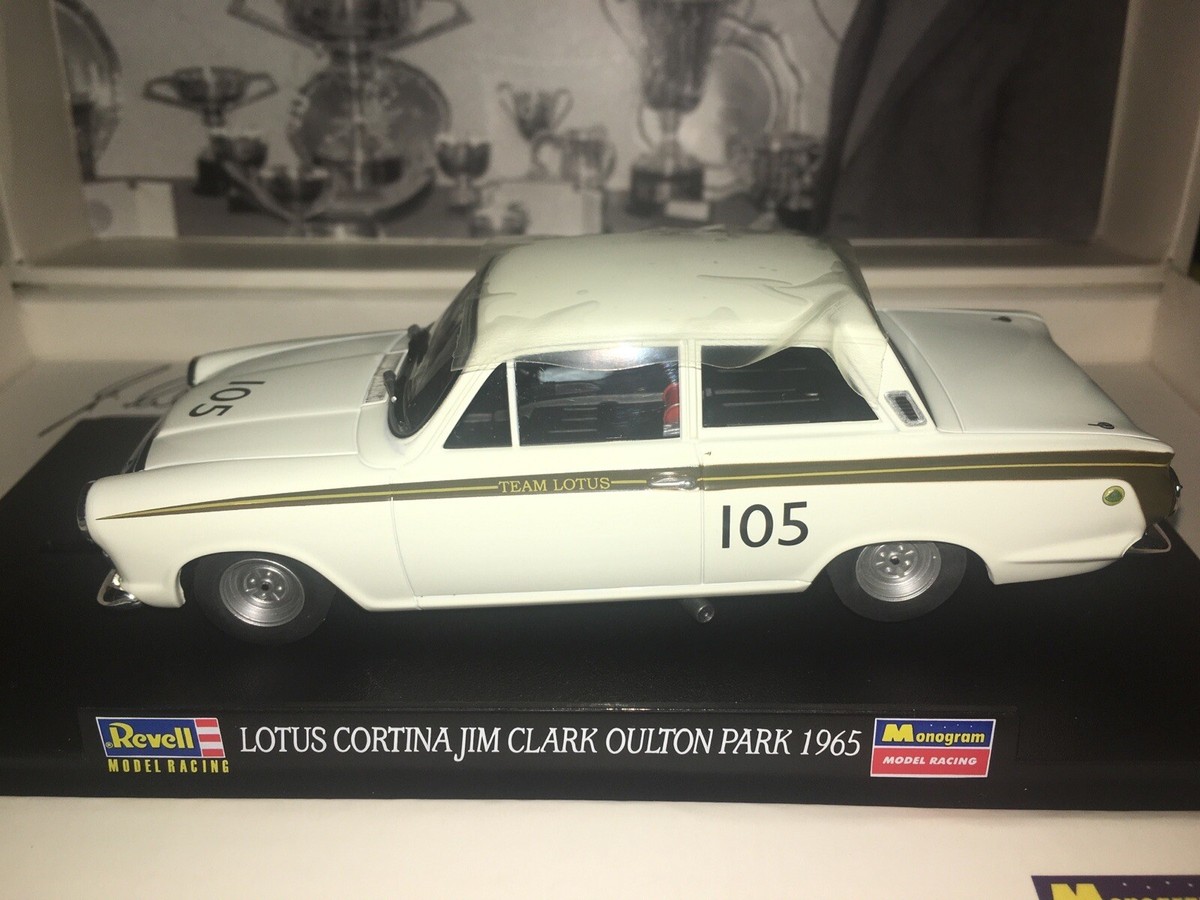 105
TEAM LOTUS
105
Revell
MODEL RACING
LOTUS CORTINA JIM CLARK OULTON PARK 1965
Monogram
MODEL RACING